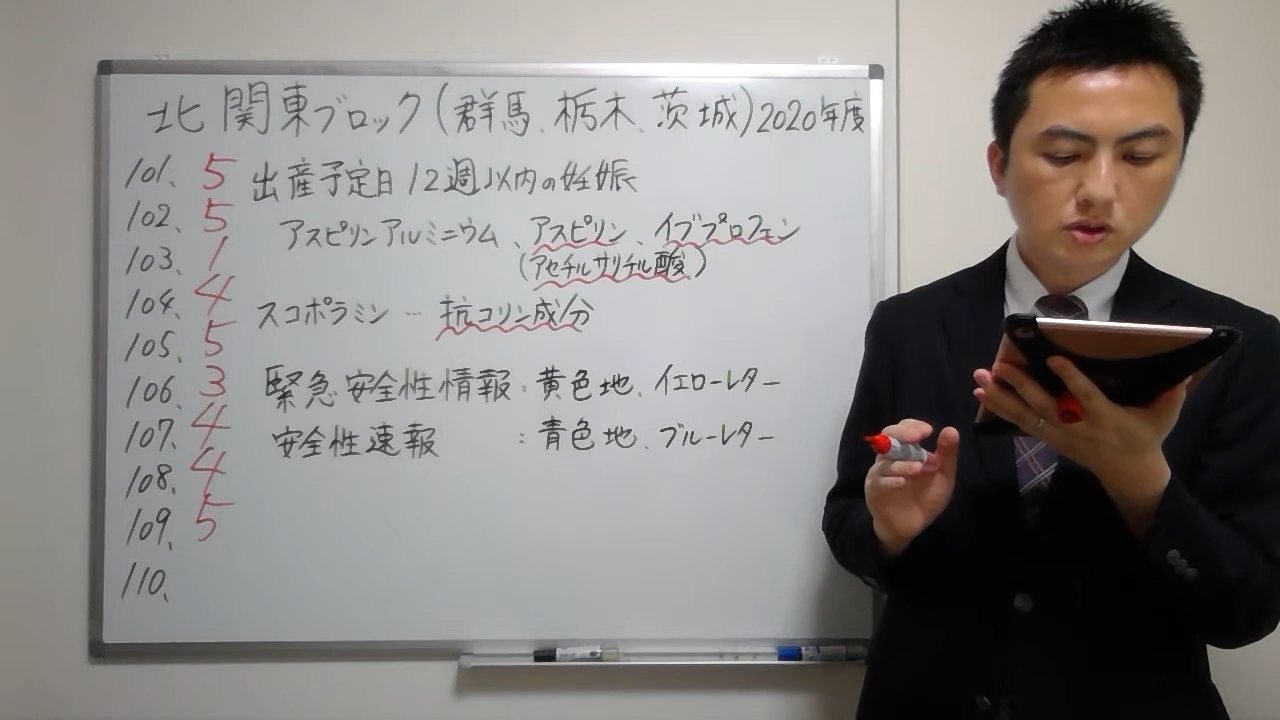 北関東ブロック(群馬、栃木、茨城)2020年度
101、 5 出産予定日12週以内の妊娠
102、 5 アスピリンアルミニウム、アスピリン、イブプロフェン
103、 1 (アセチルサリチル酸)
104、 4 スコポラミン…抗コリン成分
105、 5
106、 3 緊急安全性情報:黄色地、イエローレター
107、 4 安全性速報:青色地、ブルーレター
108、 4
109、 5
110、